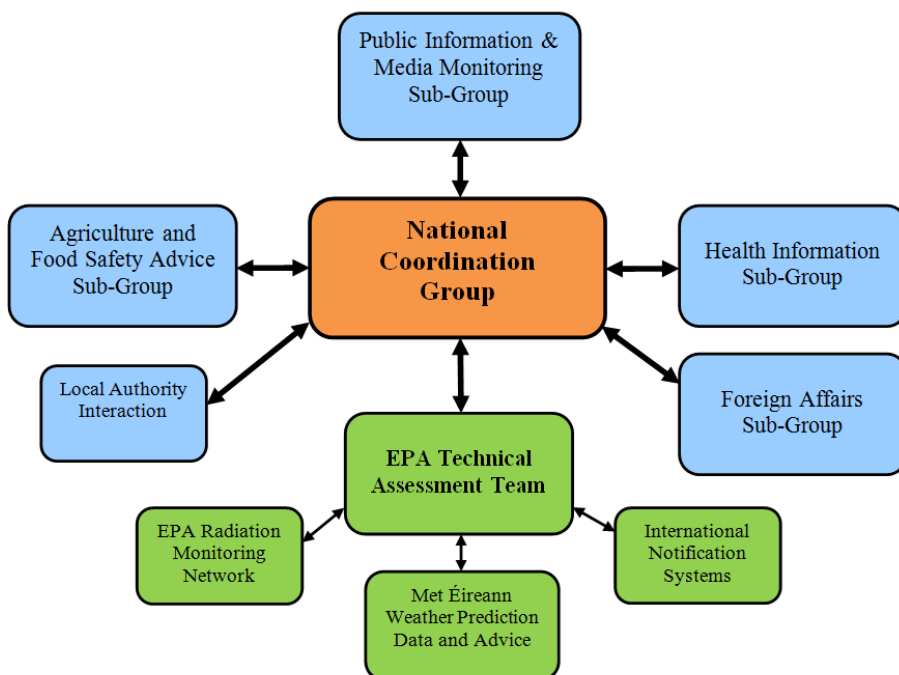 Public Information &
Media Monitoring
Sub-Group
Agriculture and
Food Safety Advice
Sub-Group
National
Coordination
Group
Health Information
Sub-Group
Local Authority
Interaction
Foreign Affairs
Sub-Group
EPA Technical
Assessment Team
EPA Radiation
Monitoring
Network
Met Éireann
Weather Prediction
Data and Advice
International
Notification
Systems